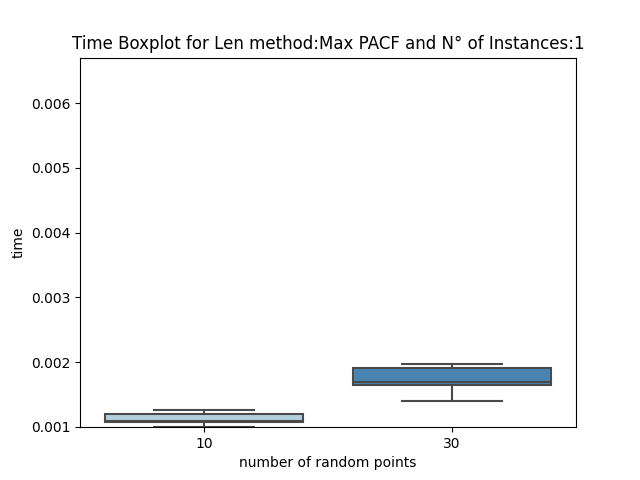 Time Boxplot for Len method:Max PACF and N° of Instances:1
0.006
0.005
0.004
0.003
0.002
0.001
time
10
30
number of random points